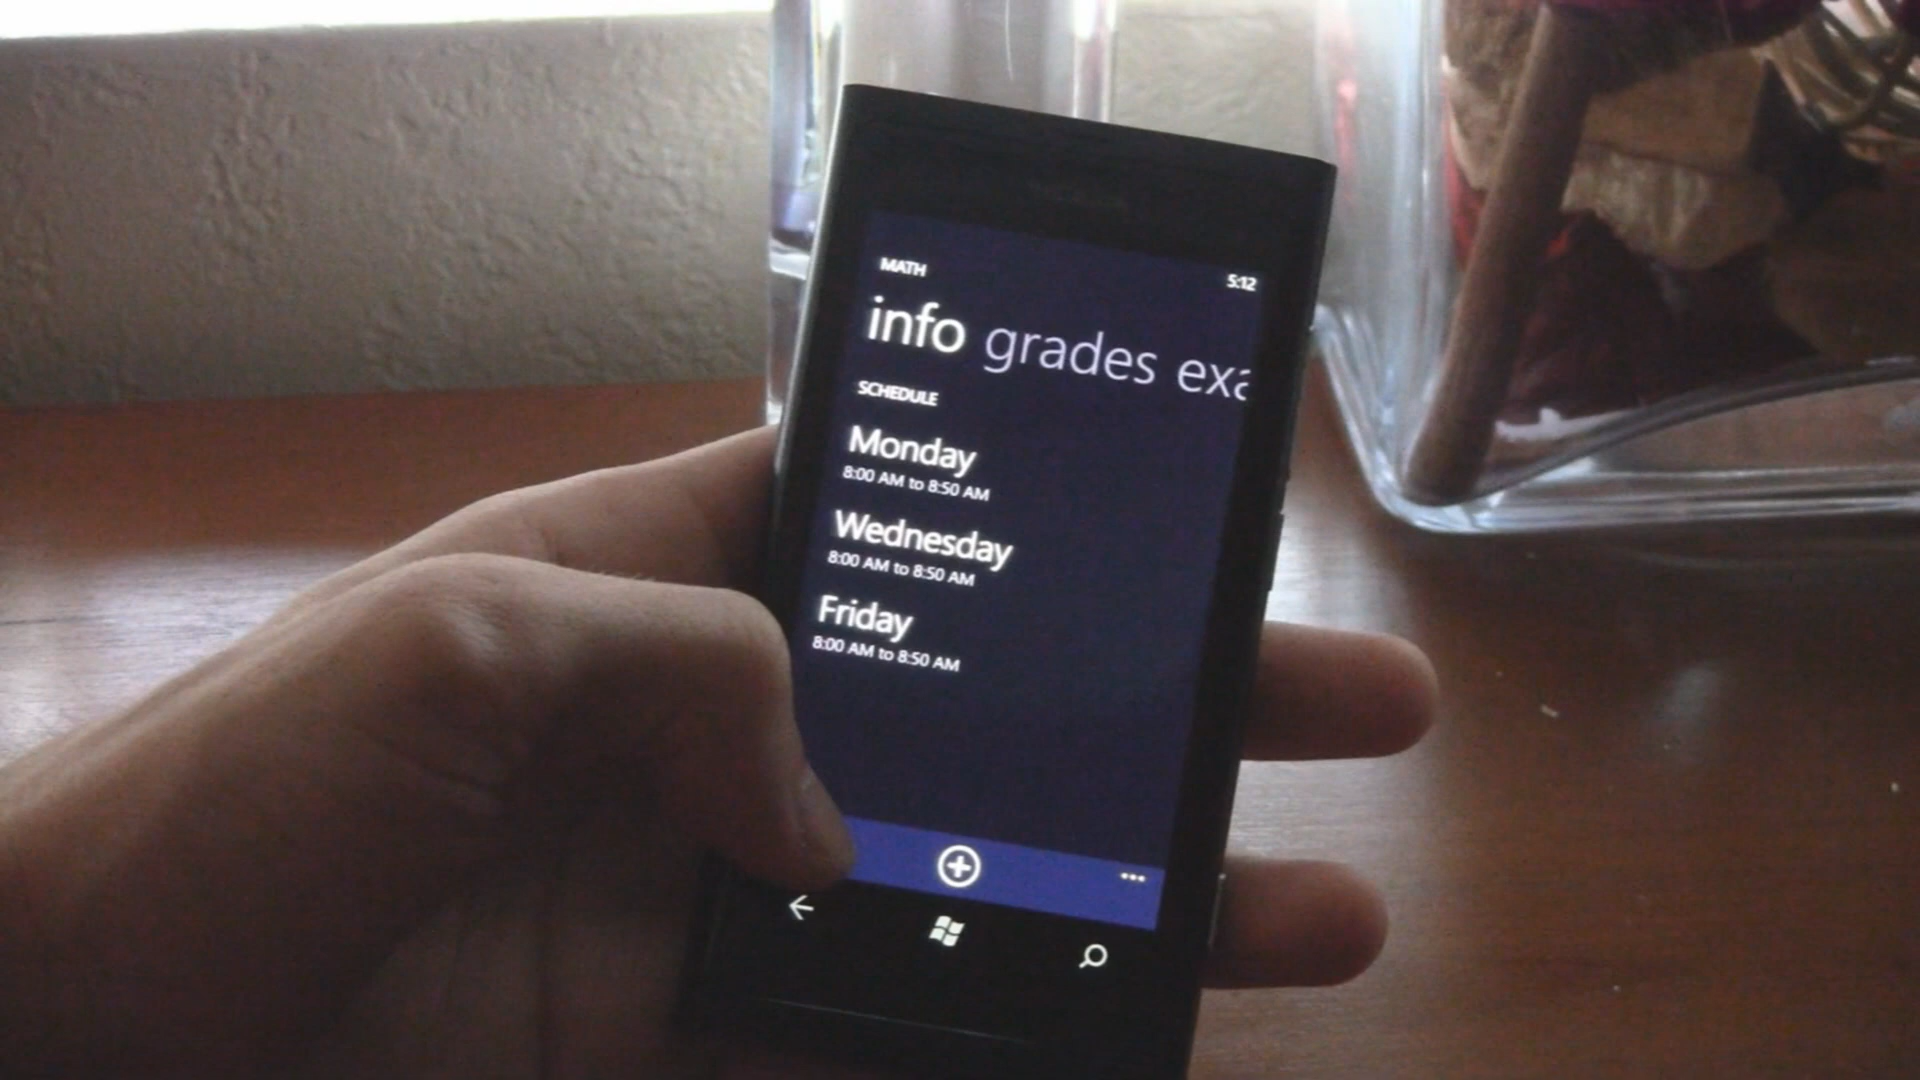 MATH 5:12
info grades exa
SCHEDULE
Monday
8:00 AM to 8:50 AM
Wednesday
8:00 AM to 8:50 AM
Friday
8:00 AM to 8:50 AM